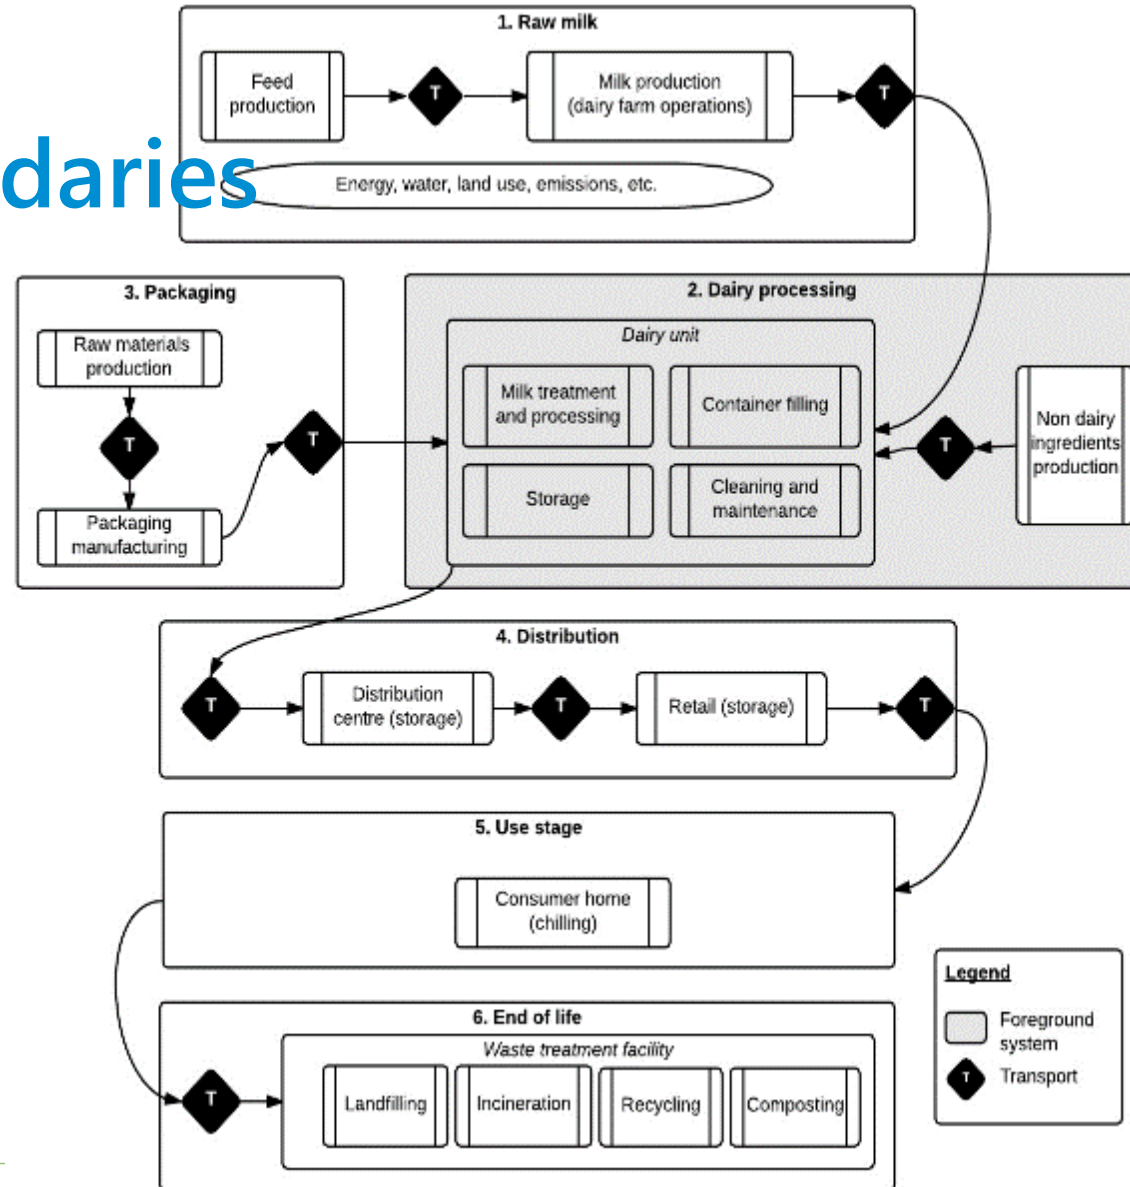 1. Raw milk
Feed
production
T
Milk production
(dairy farm operations)
T
daries
Energy, water, land use, emissions, etc.
3. Packaging
Raw materials
production
T
Packaging
manufacturing
T
2. Dairy processing
Dairy unit
Milk treatment
and processing
Container filling
Storage
Cleaning and
maintenance
T
Non dairy
ingredients
production
4. Distribution
T
Distribution
centre (storage)
T
Retail (storage)
T
5. Use stage
Consumer home
(chilling)
6. End of life
T
Waste treatment facility
Landfilling
Incineration
Recycling
Composting
Legend
Foreground
system
T
Transport